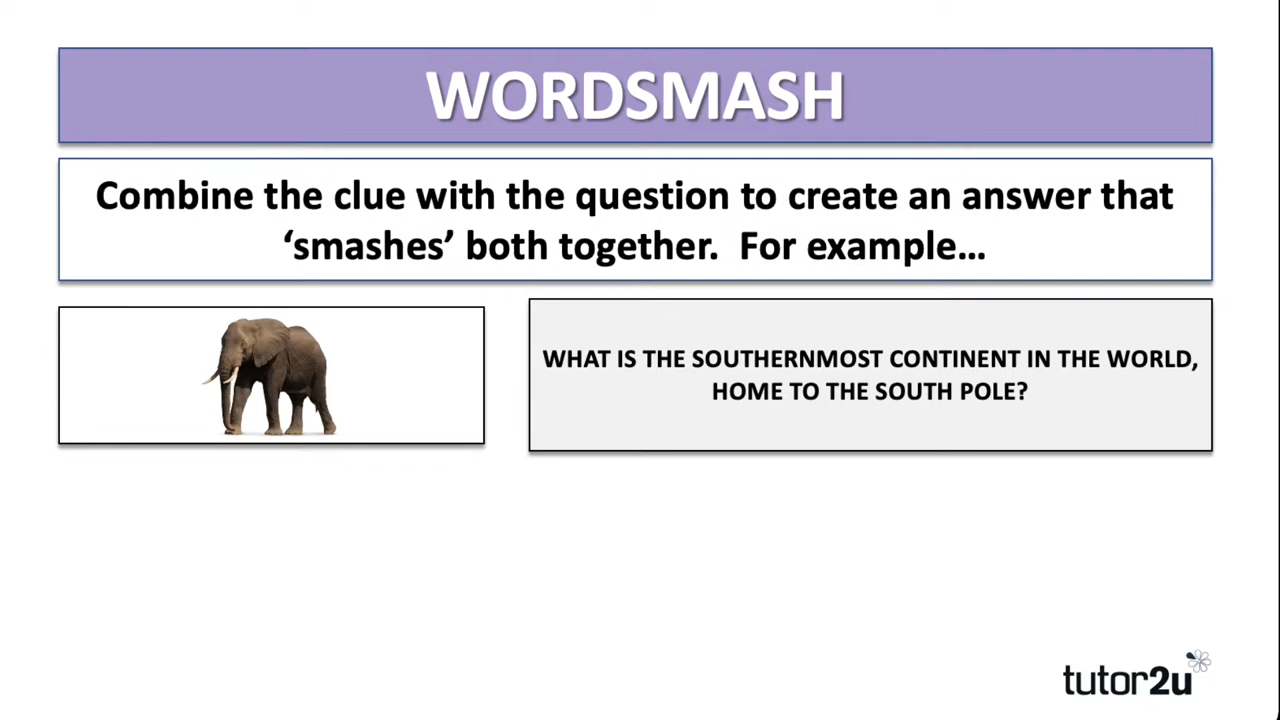 WORDSMASH
Combine the clue with the question to create an answer that
‘smashes’ both together.  For example…
WHAT IS THE SOUTHERNMOST CONTINENT IN THE WORLD,
HOME TO THE SOUTH POLE?
tutor2u